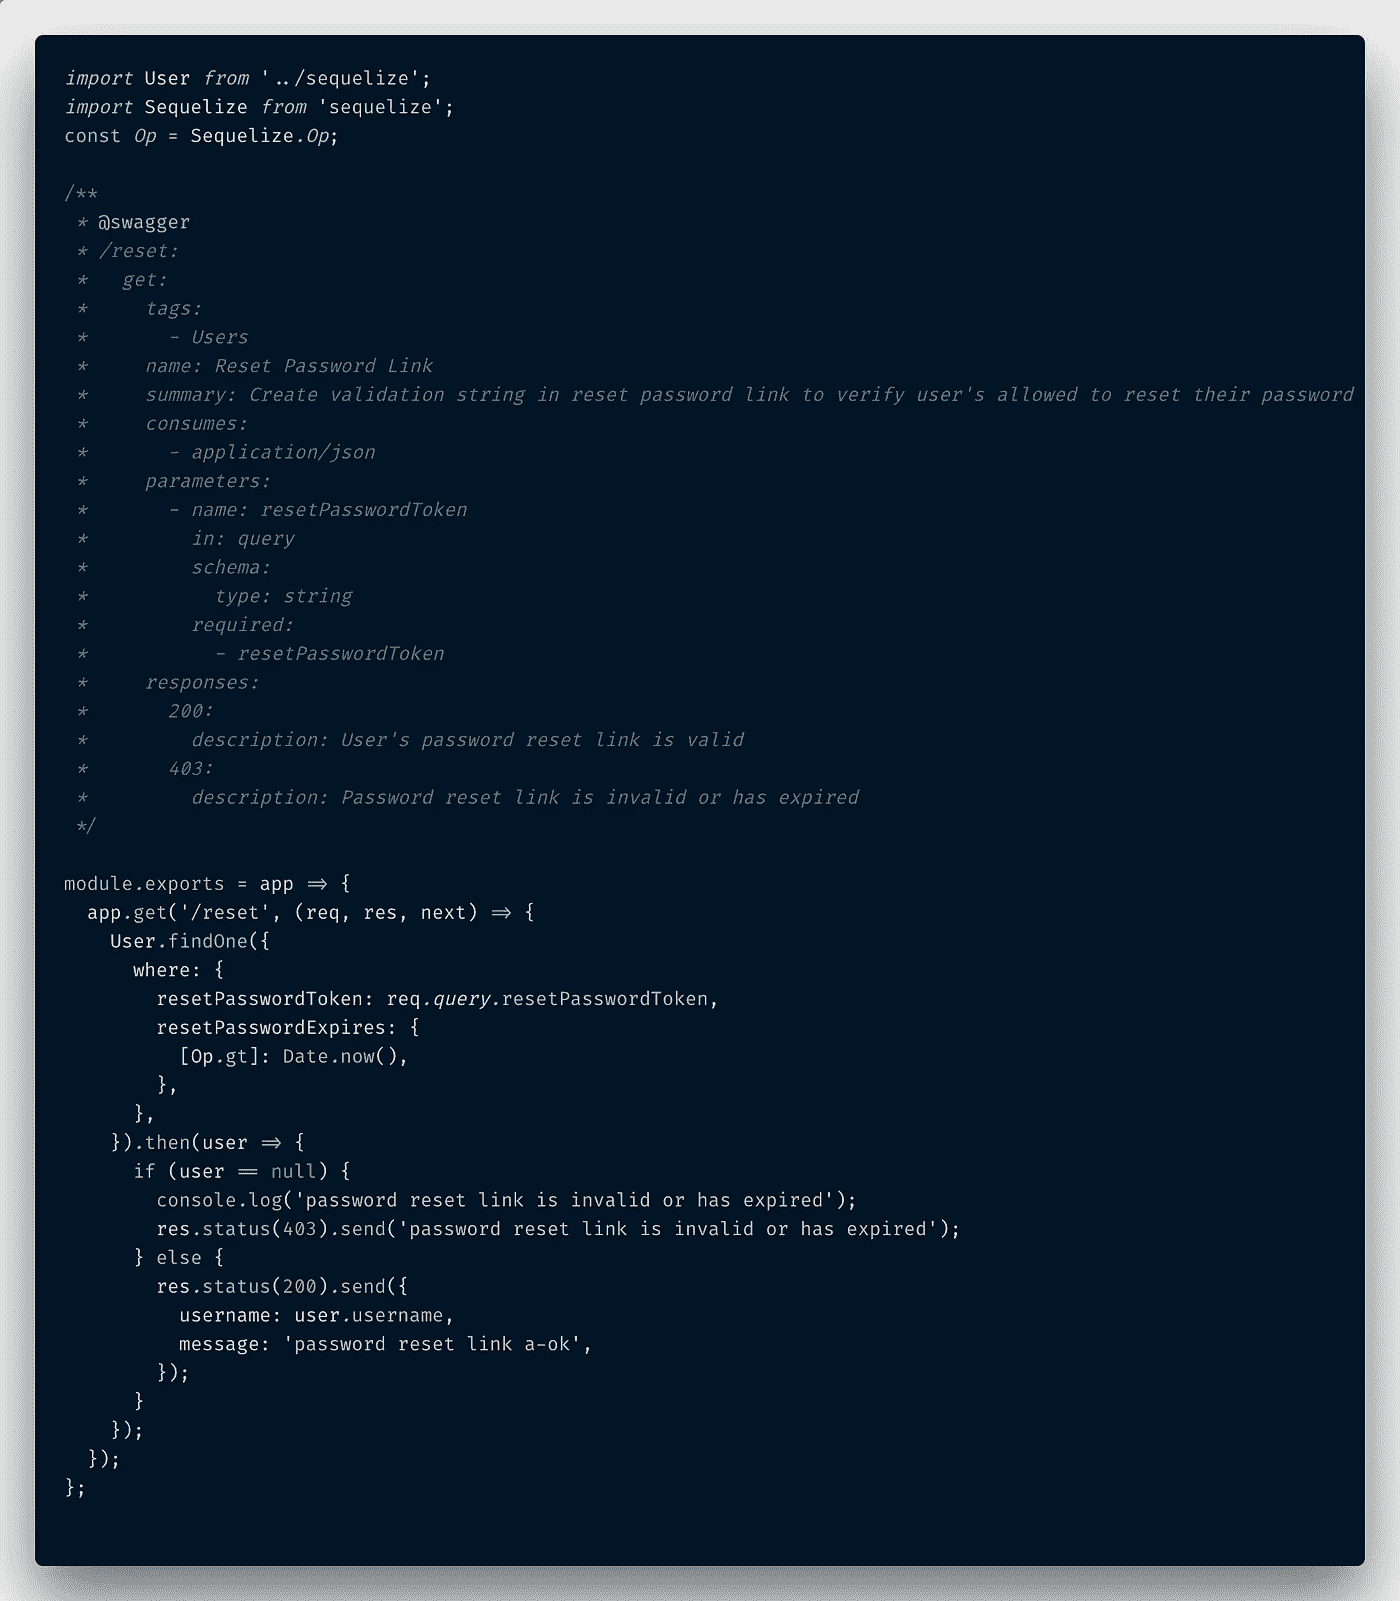 import User from '../sequelize';
import Sequelize from 'sequelize';
const Op = Sequelize.Op;

/**
 * @swagger
 * /reset:
 *   get:
 *     tags:
 *       - Users
 *     name: Reset Password Link
 *     summary: Create validation string in reset password link to verify user's allowed to reset their password
 *     consumes:
 *       - application/json
 *     parameters:
 *       - name: resetPasswordToken
 *         in: query
 *         schema:
 *           type: string
 *         required:
 *           - resetPasswordToken
 *     responses:
 *       200:
 *         description: User's password reset link is valid
 *       403:
 *         description: Password reset link is invalid or has expired
 */

module.exports = app => {
  app.get('/reset', (req, res, next) => {
    User.findOne({
      where: {
        resetPasswordToken: req.query.resetPasswordToken,
        resetPasswordExpires: {
          [Op.gt]: Date.now(),
        },
      },
    }).then(user => {
      if (user == null) {
        console.log('password reset link is invalid or has expired');
        res.status(403).send('password reset link is invalid or has expired');
      } else {
        res.status(200).send({
          username: user.username,
          message: 'password reset link a-ok',
        });
      }
    });
  });
};